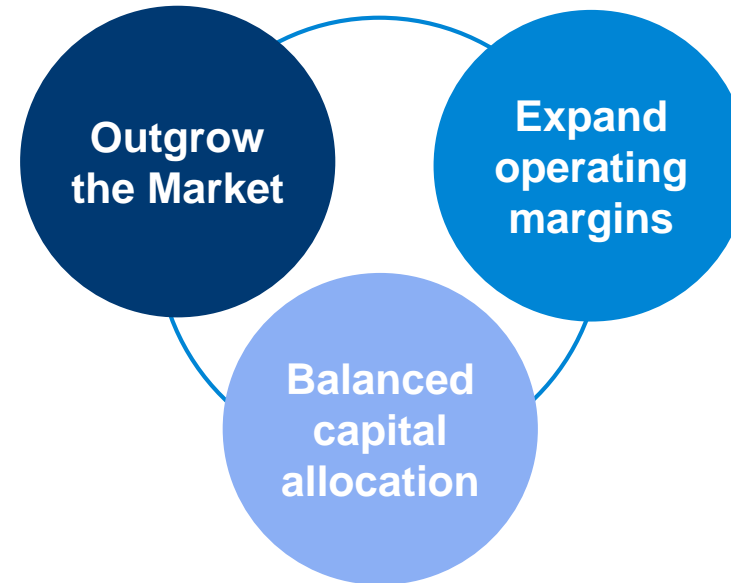 Outgrow
the Market
Expand
operating
margins
Balanced
capital
allocation